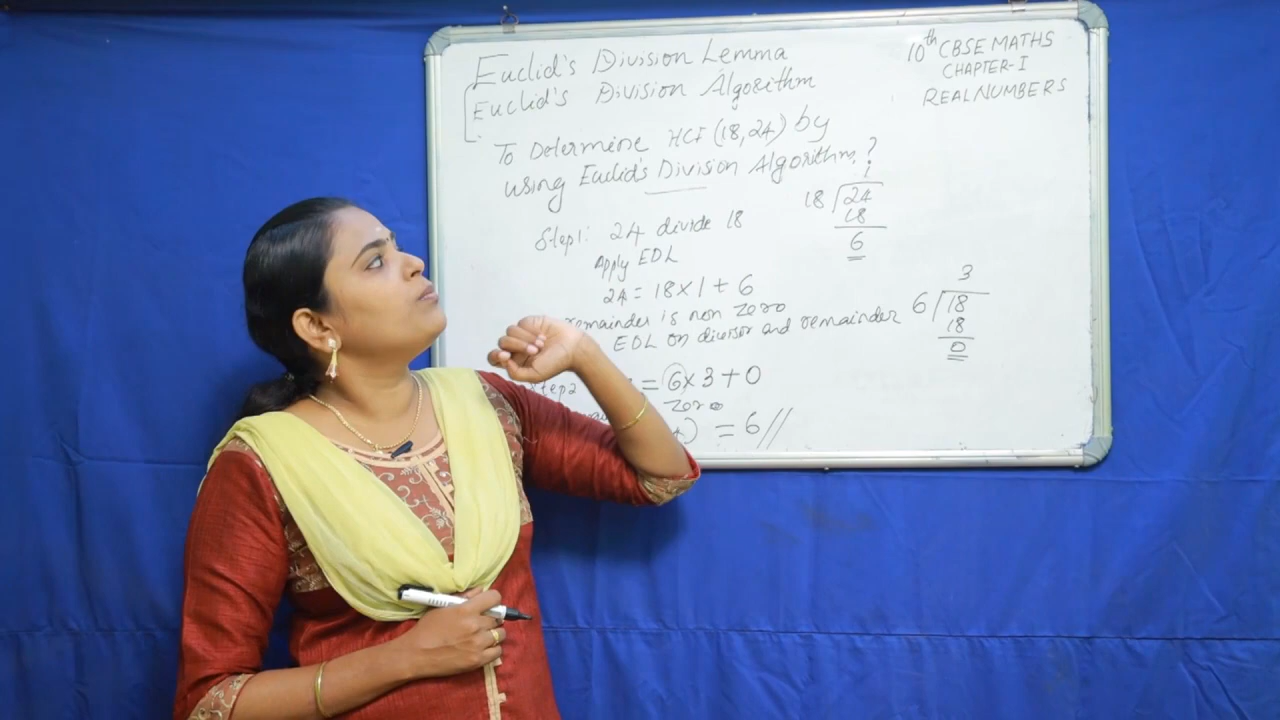 Euclid's Division Lemma
Euclid's Division Algorithm
10th CBSE MATHS
CHAPTER-I
REAL NUMBERS
To Determine HCF (18,24) by
using Euclid's Division Algorithm?
Step1: 24 divide 18
Apply EDL
24 = 18×1 + 6
remainder is non zero
EDL on divisor and remainder
Step2 = 6×3+0
zero
= 6//
1
18 24
18
6
3
6 18
18
0